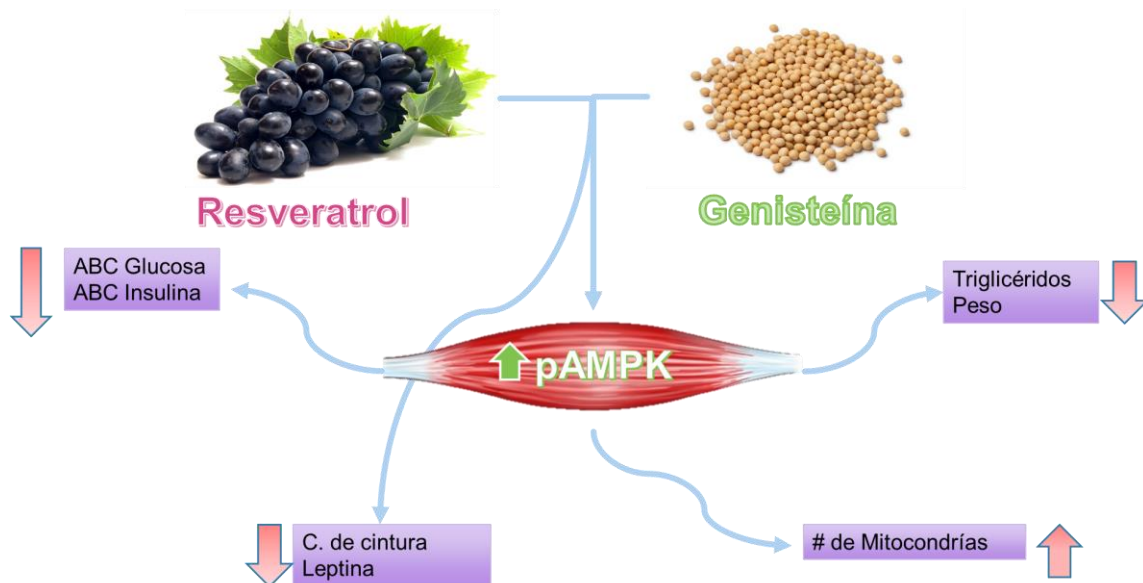 Resveratrol
Genisteína
ABC Glucosa
ABC Insulina
Triglicéridos
Peso
pAMPK
C. de cintura
Leptina
# de Mitocondrías